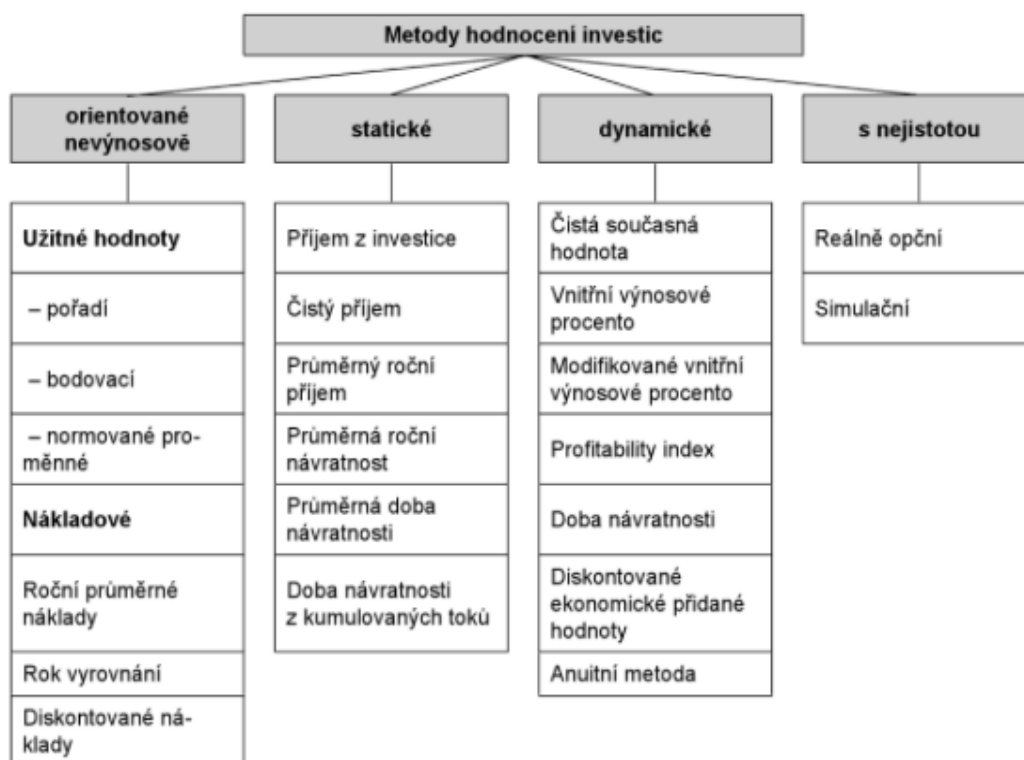 Metody hodnocení investic
orientované
nevýnosově
statické
dynamické
s nejistotou
Užitné hodnoty
– pořadí
– bodovací
– normované pro-
měnné
Nákladové
Roční průměrné
náklady
Rok vyrovnání
Diskontované ná-
klady
Příjem z investice
Čistý příjem
Průměrný roční
příjem
Průměrná roční
návratnost
Průměrná doba
návratnosti
Doba návratnosti
z kumulovaných toků
Čistá současná
hodnota
Vnitřní výnosové
procento
Modifikované vnitřní
výnosové procento
Profitability index
Doba návratnosti
Diskontované
ekonomické přidané
hodnoty
Anuitní metoda
Reálně opční
Simulační